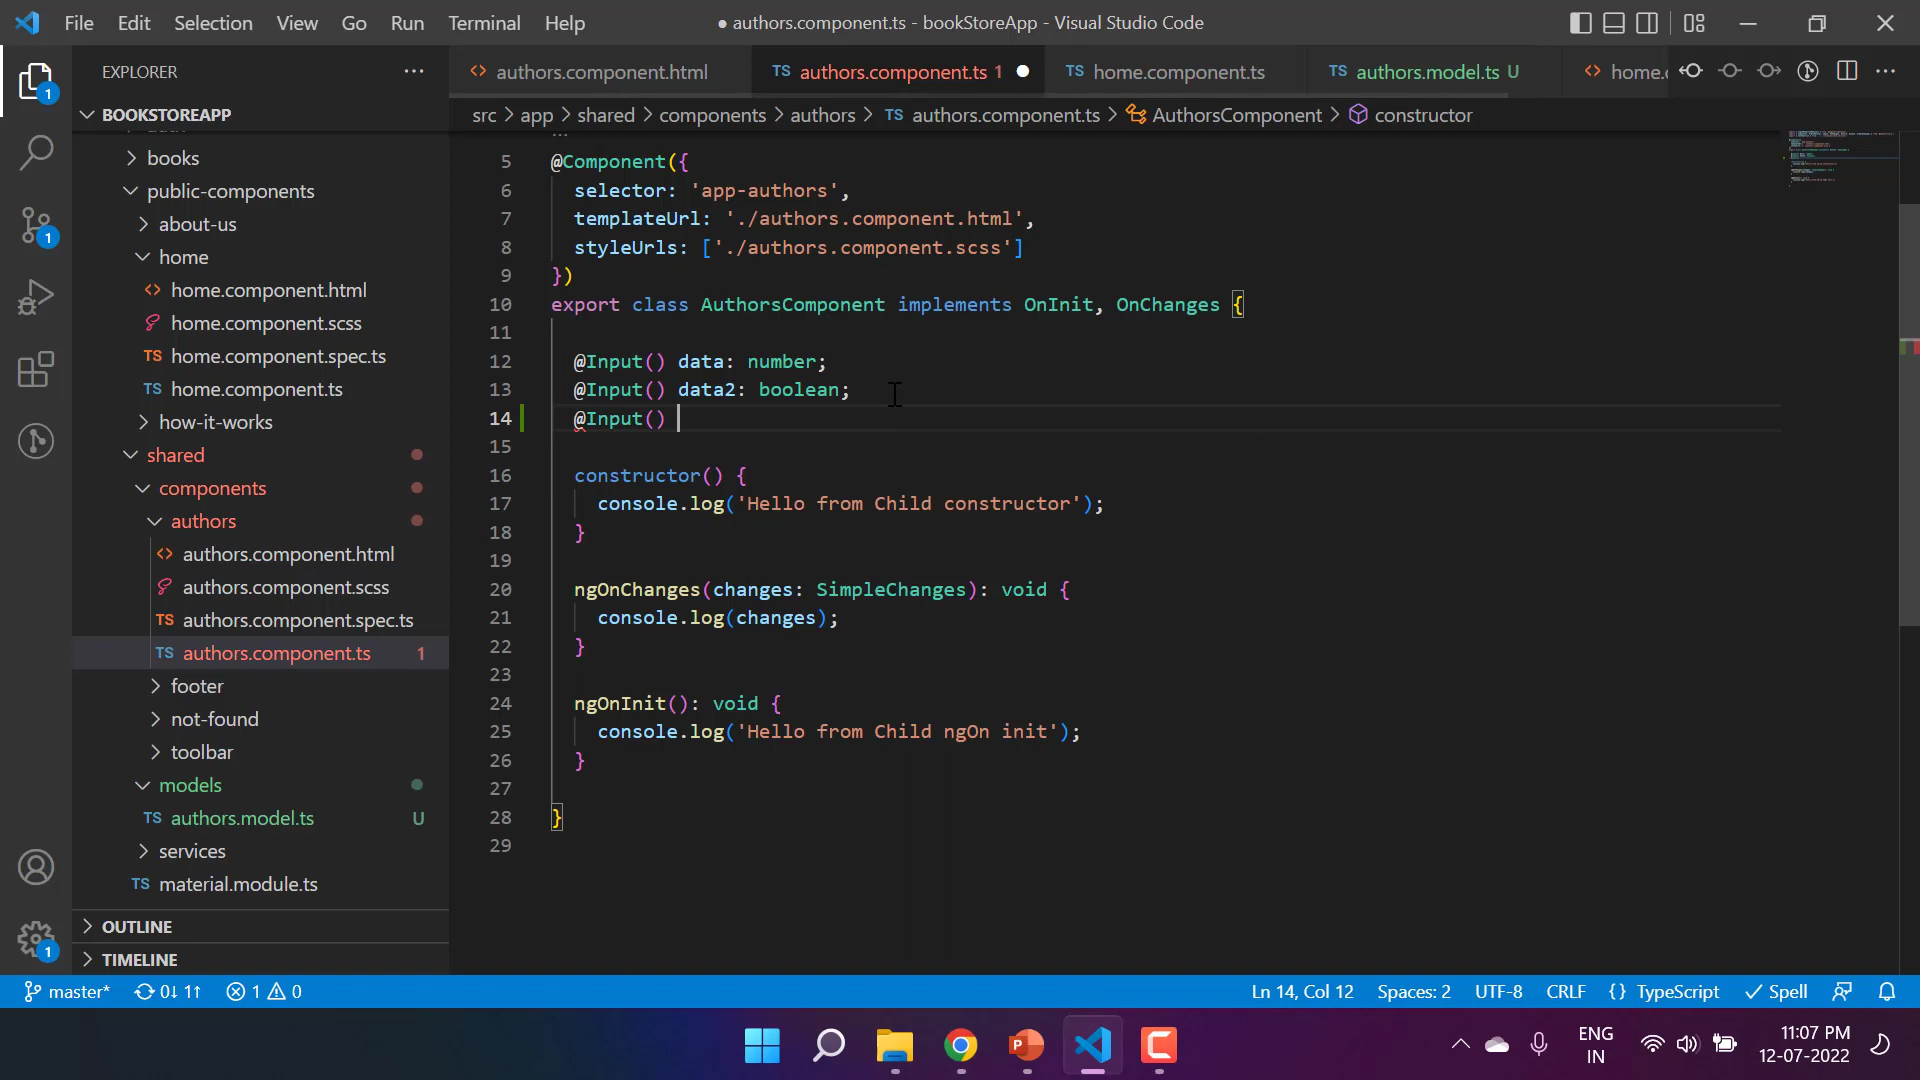 File Edit Selection View Go Run Terminal Help
● authors.component.ts - bookStoreApp - Visual Studio Code
EXPLORER
authors.component.html
TS authors.component.ts 1
TS home.component.ts
TS authors.model.ts U
BOOKSTOREAPP
src > app > shared > components > authors > TS authors.component.ts > AuthorsComponent > constructor
books
public-components
about-us
home
home.component.html
home.component.scss
TS home.component.spec.ts
TS home.component.ts
how-it-works
shared
components
authors
authors.component.html
authors.component.scss
TS authors.component.spec.ts
TS authors.component.ts 1
footer
not-found
toolbar
models
TS authors.model.ts U
services
TS material.module.ts
OUTLINE
TIMELINE
5 @Component({
6 selector: 'app-authors',
7 templateUrl: './authors.component.html',
8 styleUrls: ['./authors.component.scss']
9 })
10 export class AuthorsComponent implements OnInit, OnChanges {
11
12 @Input() data: number;
13 @Input() data2: boolean;
14 @Input()
15
16 constructor() {
17 console.log('Hello from Child constructor');
18 }
19
20 ngOnChanges(changes: SimpleChanges): void {
21 console.log(changes);
22 }
23
24 ngOnInit(): void {
25 console.log('Hello from Child ngOn init');
26 }
27
28 }
29
master* 0↓ 1↑ 1 0
Ln 14, Col 12 Spaces: 2 UTF-8 CRLF {} TypeScript Spell
ENG
IN
11:07 PM
12-07-2022